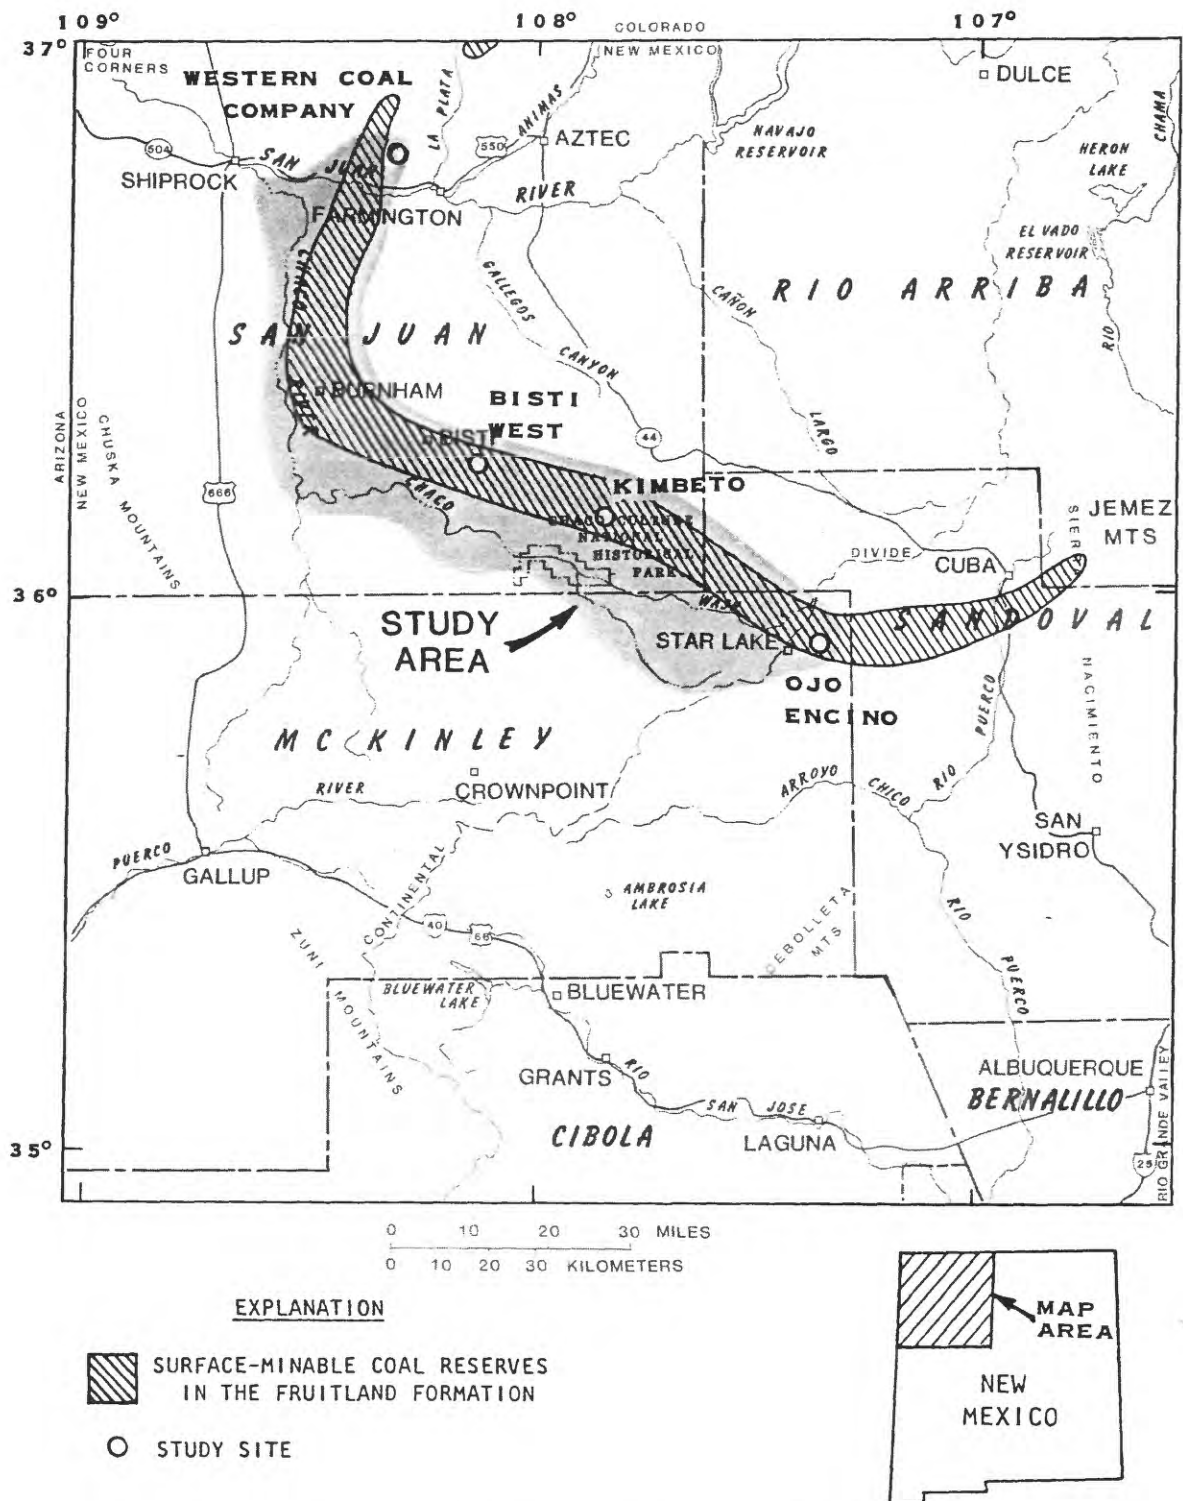 109°
108°
107°
37°
COLORADO
NEW MEXICO
FOUR
CORNERS
WESTERN COAL
COMPANY
LA PLATA
ANIMAS
550
AZTEC
DULCE
NAVAJO
RESERVOIR
CHAMA
HERON
LAKE
504
SHIPROCK
SAN
JUAN
RIVER
FARMINGTON
EL VADO
RESERVOIR
RIO ARRIBA
RIO
CHACO
RIVER
SAN JUAN
GALLEGOS
CANYON
CAÑON
LARGO
BURNHAM
BISTI
WEST
BISTI
44
ARIZONA
NEW MEXICO
CHUSKA MOUNTAINS
666
CHACO
KIMBETO
CHACO CULTURE
NATIONAL
HISTORICAL
PARK
WASH
DIVIDE
CUBA
SIERRA
JEMEZ
MTS
36°
STUDY
AREA
STAR LAKE
SANDOVAL
OJO
ENCINO
PUERCO
RIO
NACIMIENTO
MC KINLEY
CROWNPOINT
RIVER
ARROYO
CHICO
SAN
YSIDRO
PUERCO
GALLUP
CONTINENTAL
AMBROSIA
LAKE
40
66
ZUNI
MOUNTAINS
CEBOLLETA
MTS
RIO
PUERCO
BLUEWATER
LAKE
BLUEWATER
GRANTS
RIO
SAN JOSE
LAGUNA
CIBOLA
ALBUQUERQUE
BERNALILLO
RIO GRANDE VALLEY
25
35°
0 10 20 30 MILES
0 10 20 30 KILOMETERS
EXPLANATION
SURFACE-MINABLE COAL RESERVES
IN THE FRUITLAND FORMATION
STUDY SITE
MAP
AREA
NEW
MEXICO